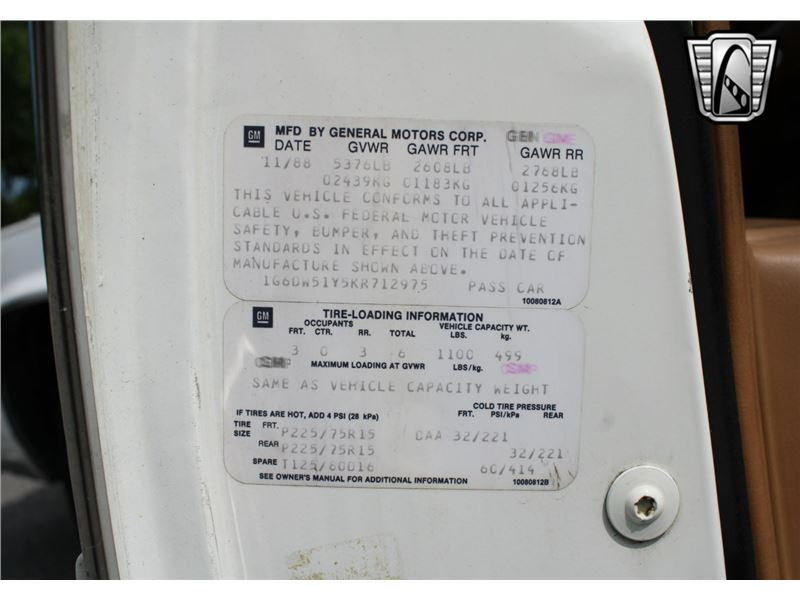 GM MFD BY GENERAL MOTORS CORP. GEN GME
DATE GVWR GAWR FRT GAWR RR
11/88 5376LB 2608LB 2768LB
02439KG 01183KG 01256KG
THIS VEHICLE CONFORMS TO ALL APPLI-
CABLE U.S. FEDERAL MOTOR VEHICLE
SAFETY, BUMPER, AND THEFT PREVENTION
STANDARDS IN EFFECT ON THE DATE OF
MANUFACTURE SHOWN ABOVE.
1G6DW51Y5KR712975 PASS CAR
10080812A
GM TIRE-LOADING INFORMATION
OCCUPANTS VEHICLE CAPACITY WT.
FRT. CTR. RR. TOTAL LBS. kg.
3 0 3 6 1100 499
MAXIMUM LOADING AT GVWR LBS/kg.
SAME AS VEHICLE CAPACITY WEIGHT
COLD TIRE PRESSURE
IF TIRES ARE HOT, ADD 4 PSI (28 kPa) FRT. PSI/kPa REAR
TIRE SIZE FRT. P225/75R15 DAA 32/221
REAR P225/75R15 32/221
SPARE T125/80D16 60/414
SEE OWNER'S MANUAL FOR ADDITIONAL INFORMATION 10080812B